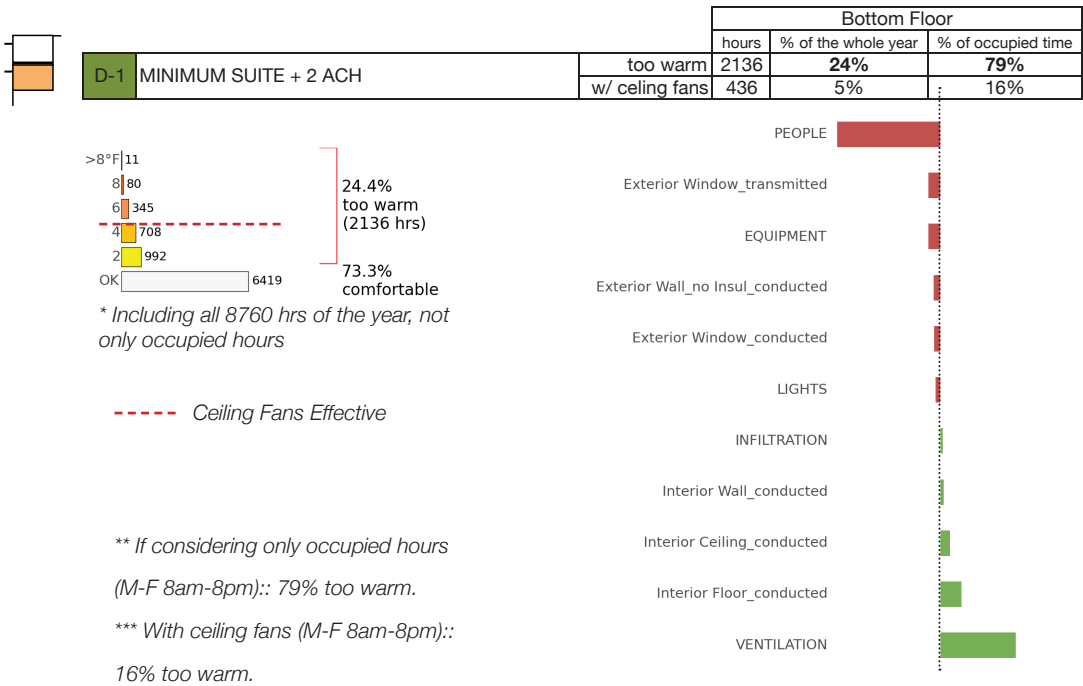 Bottom Floor
hours % of the whole year % of occupied time
D-1 MINIMUM SUITE + 2 ACH too warm 2136 24% 79%
w/ celing fans 436 5% 16%
>8°F 11
8 80
6 345
4 708
2 992
OK 6419
24.4%
too warm
(2136 hrs)
73.3%
comfortable
* Including all 8760 hrs of the year, not
only occupied hours
Ceiling Fans Effective
** If considering only occupied hours
(M-F 8am-8pm):: 79% too warm.
*** With ceiling fans (M-F 8am-8pm)::
16% too warm.
PEOPLE
Exterior Window_transmitted
EQUIPMENT
Exterior Wall_no Insul_conducted
Exterior Window_conducted
LIGHTS
INFILTRATION
Interior Wall_conducted
Interior Ceiling_conducted
Interior Floor_conducted
VENTILATION